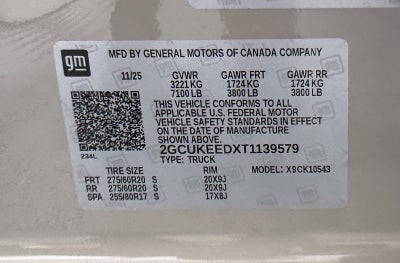 gm
MFD BY GENERAL MOTORS OF CANADA COMPANY
11/25 GVWR GAWR FRT GAWR RR
3221 KG 1724 KG 1724 KG
7100 LB 3800 LB 3800 LB
THIS VEHICLE CONFORMS TO ALL
APPLICABLE U.S. FEDERAL MOTOR
VEHICLE SAFETY STANDARDS IN
EFFECT ON THE DATE OF MANUFACTURE
SHOWN ABOVE.
2GCUKEEDXT1139579
TYPE: TRUCK
234L
TIRE SIZE RIM MODEL: X9CK10543
FRT 275/60R20 S 20X9J
RR 275/60R20 S 20X9J
SPA 255/80R17 S 17X8J